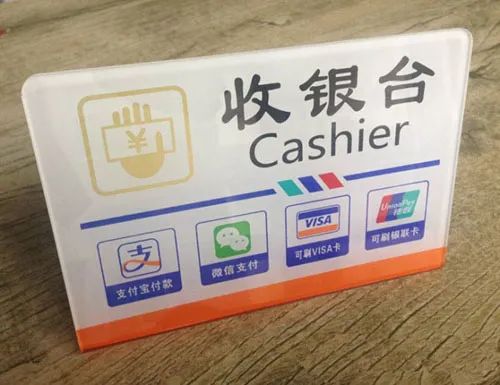 收银台
Cashier
¥
支
支付宝付款
微信支付
VISA
可刷VISA卡
UnionPay
银联
可刷银联卡